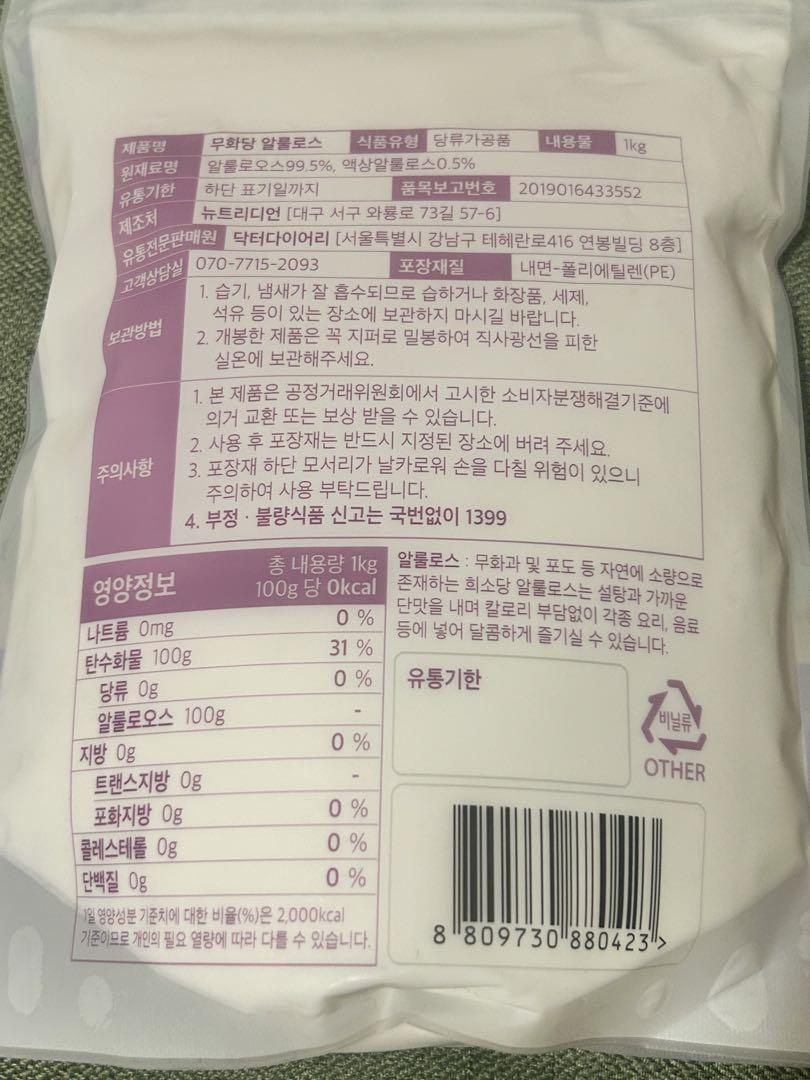 제품명 무화당 알룰로스 식품유형 당류가공품 내용물 1kg
원재료명 알룰로오스99.5%, 액상알룰로스0.5%
유통기한 하단 표기일까지 품목보고번호 2019016433552
제조처 뉴트리디언 [대구 서구 와룡로 73길 57-6]
유통전문판매원 닥터다이어리 [서울특별시 강남구 테헤란로416 연봉빌딩 8층]
고객상담실 070-7715-2093 포장재질 내면-폴리에틸렌(PE)
보관방법
1. 습기, 냄새가 잘 흡수되므로 습하거나 화장품, 세제,
석유 등이 있는 장소에 보관하지 마시길 바랍니다.
2. 개봉한 제품은 꼭 지퍼로 밀봉하여 직사광선을 피한
실온에 보관해주세요.
주의사항
1. 본 제품은 공정거래위원회에서 고시한 소비자분쟁해결기준에
의거 교환 또는 보상 받을 수 있습니다.
2. 사용 후 포장재는 반드시 지정된 장소에 버려 주세요.
3. 포장재 하단 모서리가 날카로워 손을 다칠 위험이 있으니
주의하여 사용 부탁드립니다.
4. 부정 · 불량식품 신고는 국번없이 1399
영양정보
총 내용량 1kg
100g 당 0kcal
나트륨 0mg 0 %
탄수화물 100g 31 %
당류 0g 0 %
알룰로오스 100g -
지방 0g 0 %
트랜스지방 0g -
포화지방 0g 0 %
콜레스테롤 0g 0 %
단백질 0g 0 %
1일 영양성분 기준치에 대한 비율(%)은 2,000kcal
기준이므로 개인의 필요 열량에 따라 다를 수 있습니다.
알룰로스 : 무화과 및 포도 등 자연에 소량으로
존재하는 희소당 알룰로스는 설탕과 가까운
단맛을 내며 칼로리 부담없이 각종 요리, 음료
등에 넣어 달콤하게 즐기실 수 있습니다.
유통기한
비닐류
OTHER
8 809730 880423 >